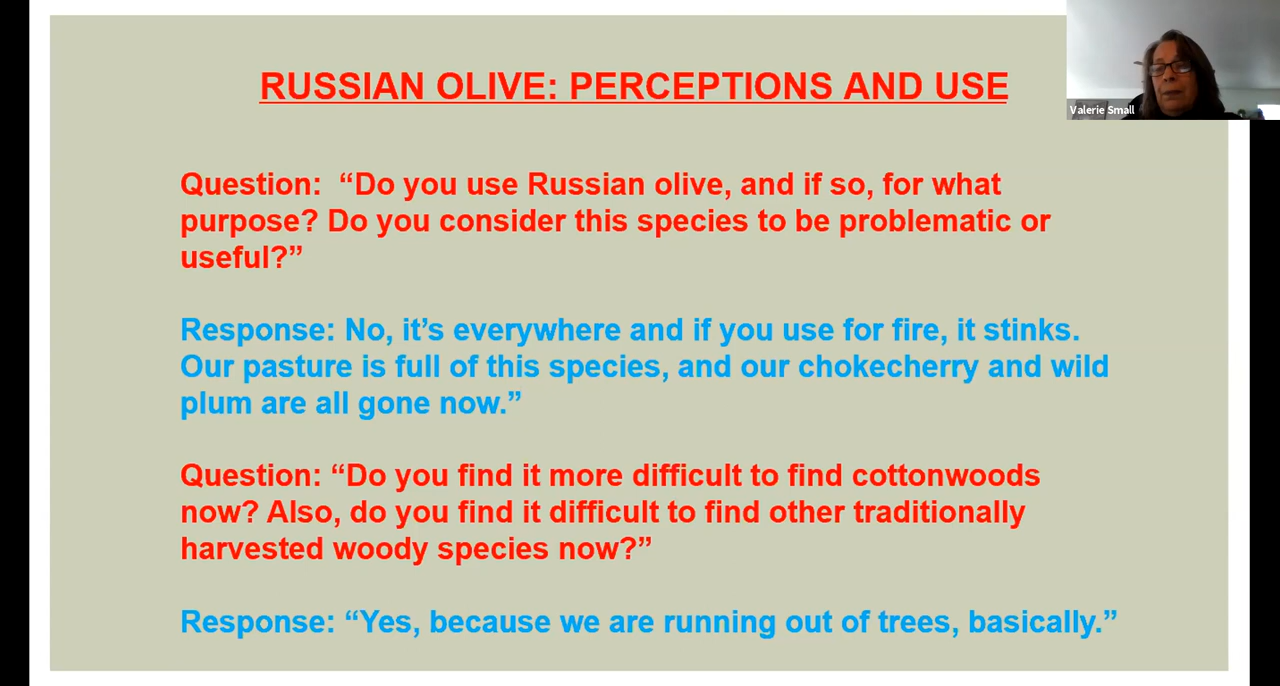 RUSSIAN OLIVE: PERCEPTIONS AND USE
Valerie Small
Question:  “Do you use Russian olive, and if so, for what
purpose? Do you consider this species to be problematic or
useful?”
Response: No, it’s everywhere and if you use for fire, it stinks.
Our pasture is full of this species, and our chokecherry and wild
plum are all gone now.”
Question: “Do you find it more difficult to find cottonwoods
now? Also, do you find it difficult to find other traditionally
harvested woody species now?”
Response: “Yes, because we are running out of trees, basically.”